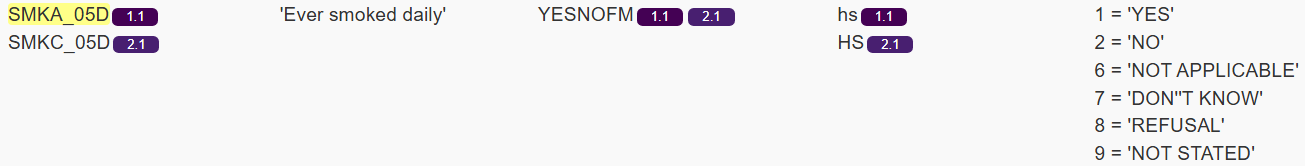 SMKA_05D 1.1 'Ever smoked daily' YESNOFM 1.1 2.1 hs 1.1 1 = 'YES'
SMKC_05D 2.1 HS 2.1 2 = 'NO'
6 = 'NOT APPLICABLE'
7 = 'DON''T KNOW'
8 = 'REFUSAL'
9 = 'NOT STATED'